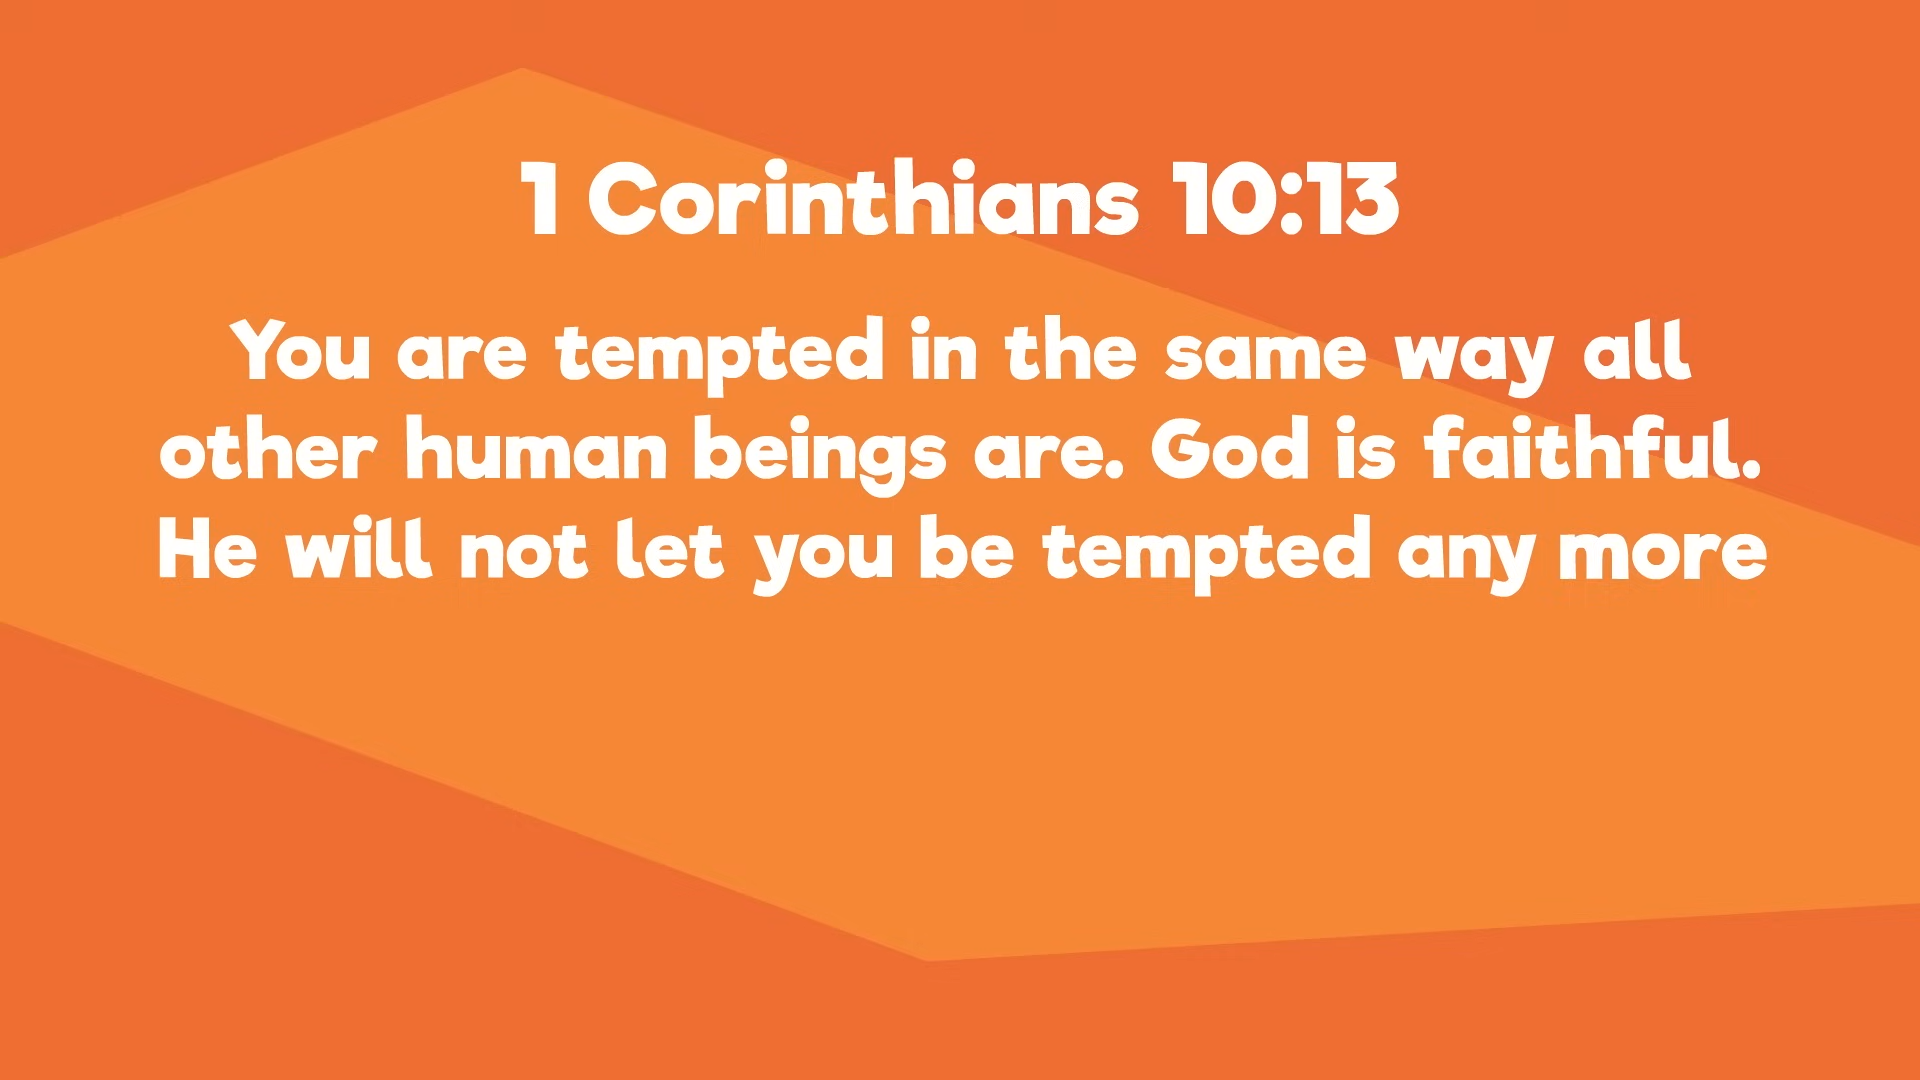 1 Corinthians 10:13
You are tempted in the same way all
other human beings are. God is faithful.
He will not let you be tempted any more